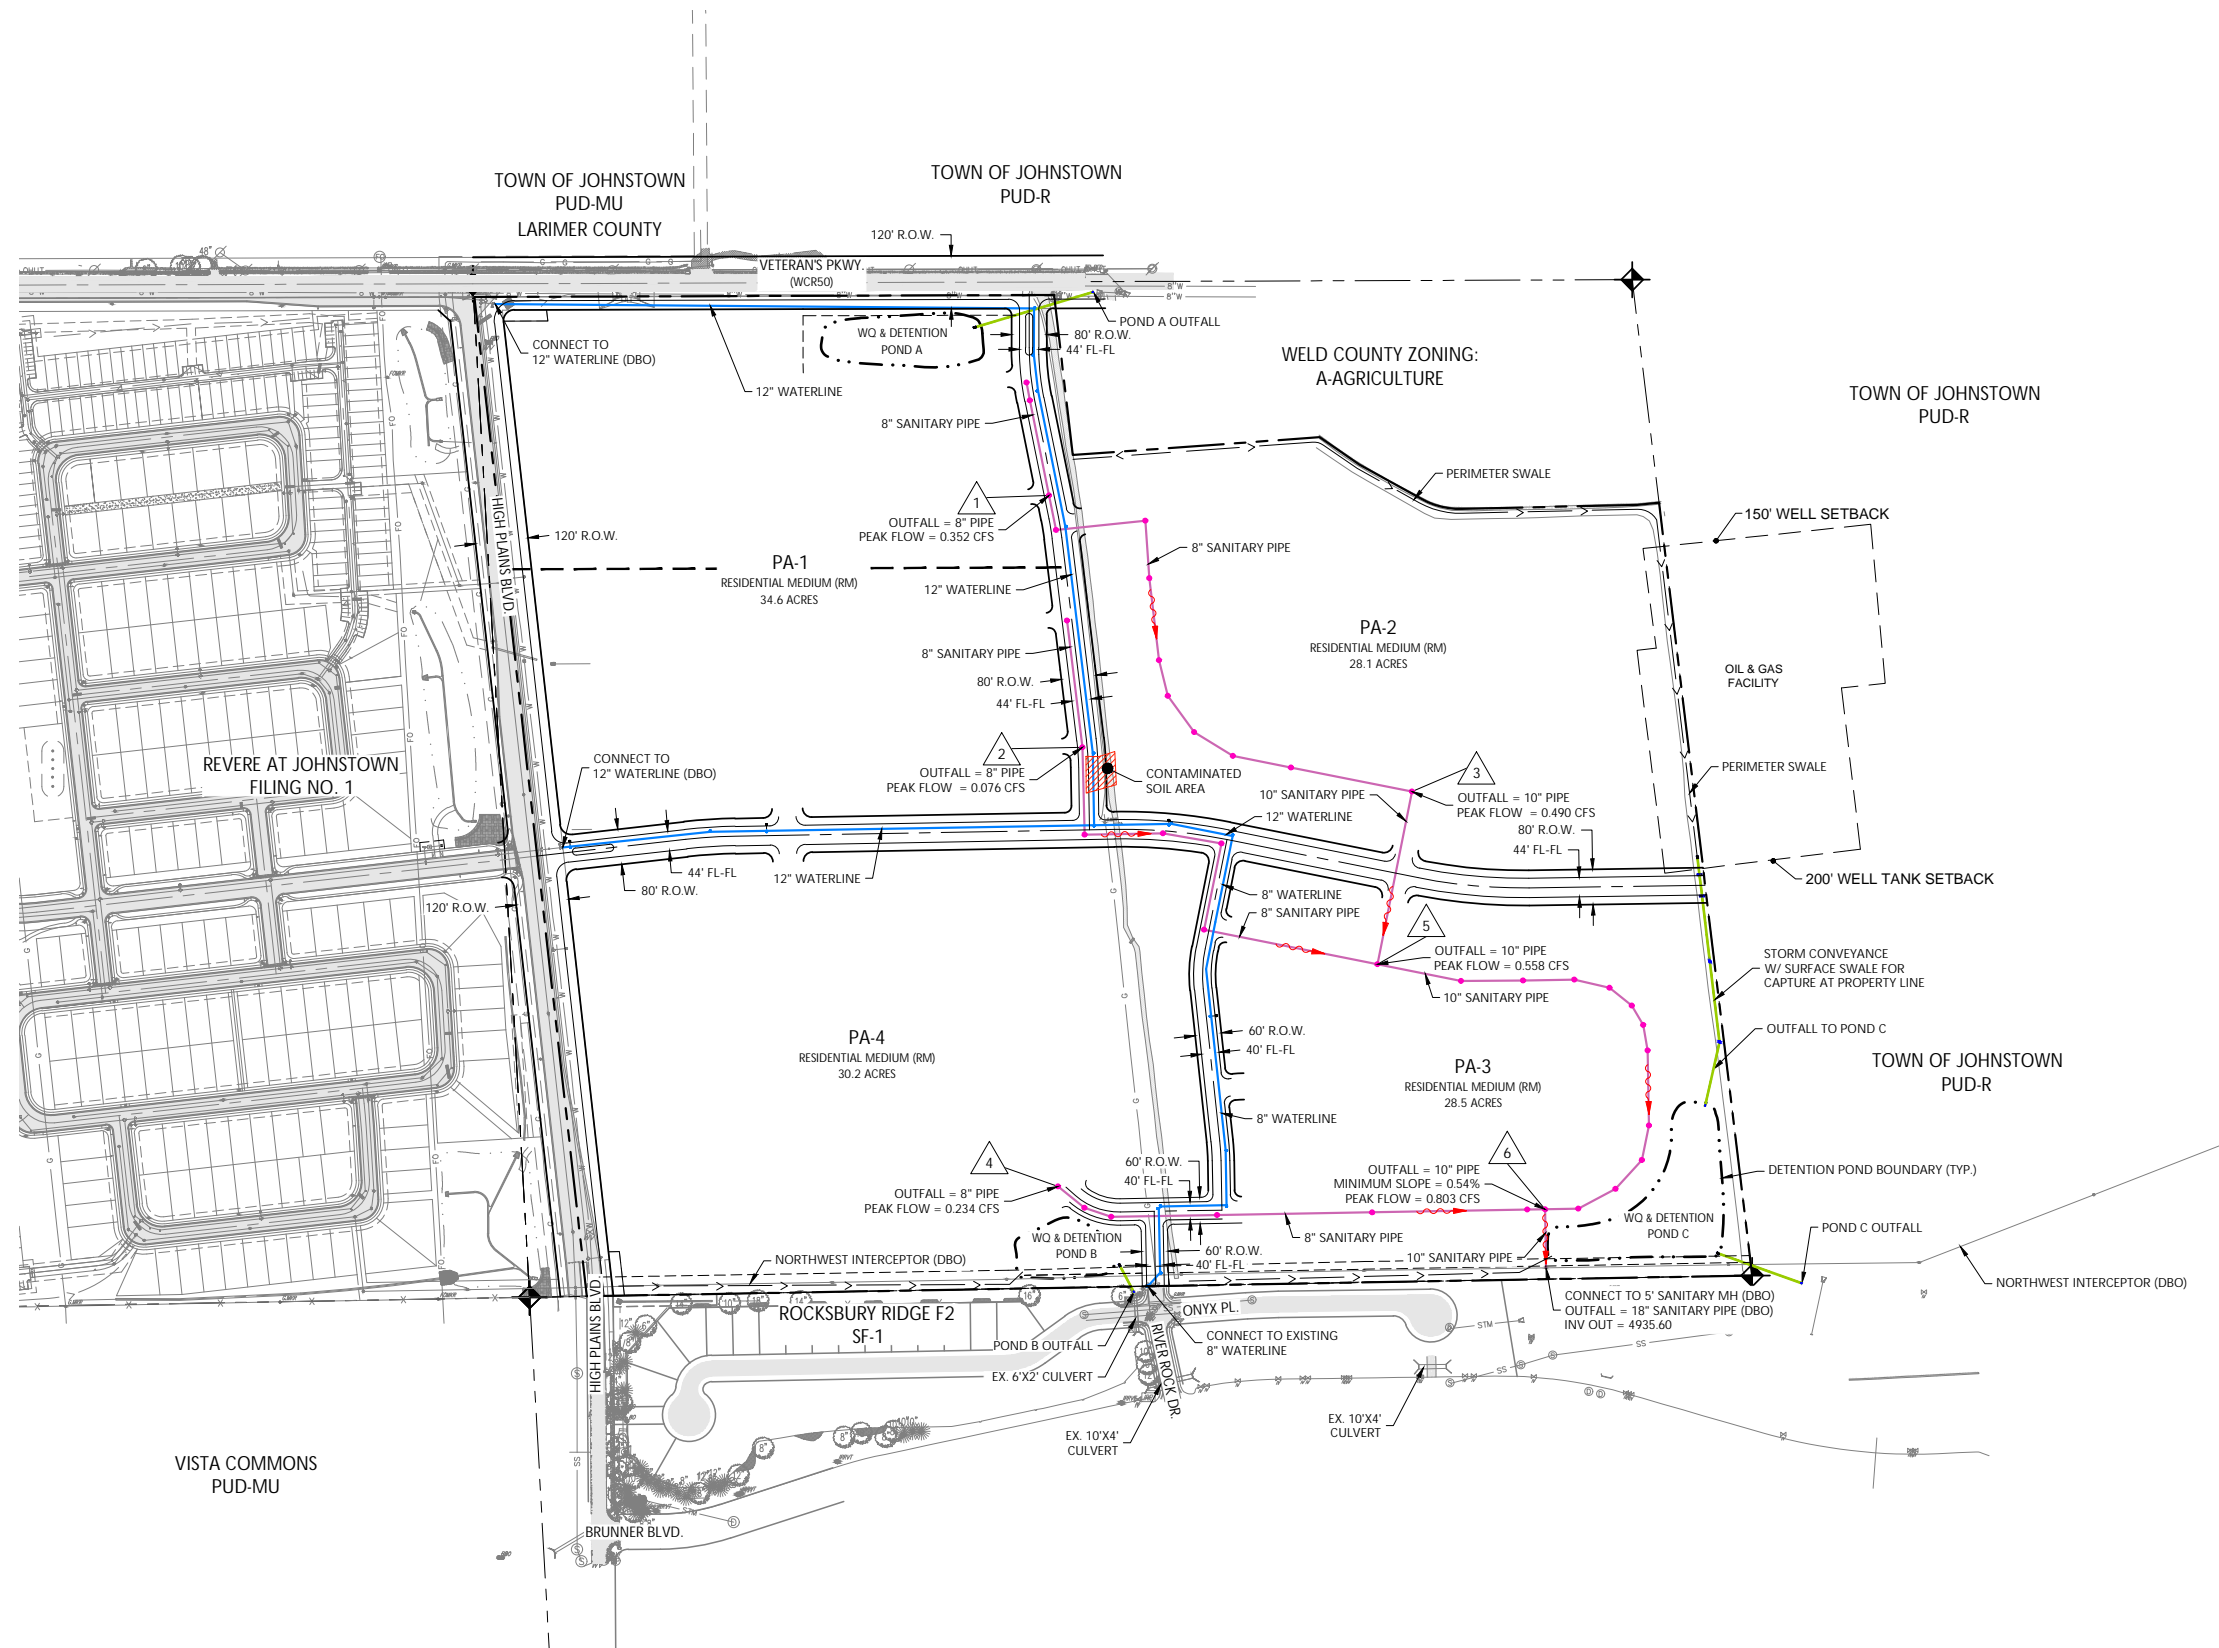 TOWN OF JOHNSTOWN
PUD-MU
LARIMER COUNTY
TOWN OF JOHNSTOWN
PUD-R
120' R.O.W.
48"
VETERAN'S PKWY.
(WCR50)
8"W
8"W
8"W
8"W
POND A OUTFALL
WQ & DETENTION
POND A
80' R.O.W.
44' FL-FL
CONNECT TO
12" WATERLINE (DBO)
12" WATERLINE
WELD COUNTY ZONING:
A-AGRICULTURE
TOWN OF JOHNSTOWN
PUD-R
8" SANITARY PIPE
PERIMETER SWALE
1
OUTFALL = 8" PIPE
PEAK FLOW = 0.352 CFS
150' WELL SETBACK
HIGH PLAINS BLVD.
120' R.O.W.
8" SANITARY PIPE
PA-1
RESIDENTIAL MEDIUM (RM)
34.6 ACRES
12" WATERLINE
PA-2
RESIDENTIAL MEDIUM (RM)
28.1 ACRES
8" SANITARY PIPE
80' R.O.W.
44' FL-FL
OIL & GAS
FACILITY
2
OUTFALL = 8" PIPE
PEAK FLOW = 0.076 CFS
REVERE AT JOHNSTOWN
FILING NO. 1
CONNECT TO
12" WATERLINE (DBO)
CONTAMINATED
SOIL AREA
3
OUTFALL = 10" PIPE
PEAK FLOW = 0.490 CFS
10" SANITARY PIPE
12" WATERLINE
PERIMETER SWALE
80' R.O.W.
44' FL-FL
44' FL-FL
80' R.O.W.
12" WATERLINE
120' R.O.W.
200' WELL TANK SETBACK
8" WATERLINE
8" SANITARY PIPE
5
OUTFALL = 10" PIPE
PEAK FLOW = 0.558 CFS
10" SANITARY PIPE
STORM CONVEYANCE
W/ SURFACE SWALE FOR
CAPTURE AT PROPERTY LINE
OUTFALL TO POND C
PA-4
RESIDENTIAL MEDIUM (RM)
30.2 ACRES
60' R.O.W.
40' FL-FL
PA-3
RESIDENTIAL MEDIUM (RM)
28.5 ACRES
TOWN OF JOHNSTOWN
PUD-R
8" WATERLINE
4
OUTFALL = 8" PIPE
PEAK FLOW = 0.234 CFS
60' R.O.W.
40' FL-FL
6
OUTFALL = 10" PIPE
MINIMUM SLOPE = 0.54%
PEAK FLOW = 0.803 CFS
DETENTION POND BOUNDARY (TYP.)
WQ & DETENTION
POND C
POND C OUTFALL
WQ & DETENTION
POND B
8" SANITARY PIPE
60' R.O.W.
40' FL-FL
10" SANITARY PIPE
NORTHWEST INTERCEPTOR (DBO)
NORTHWEST INTERCEPTOR (DBO)
CONNECT TO 5' SANITARY MH (DBO)
OUTFALL = 18" SANITARY PIPE (DBO)
INV OUT = 4935.60
ROCKSBURY RIDGE F2
SF-1
ONYX PL.
CONNECT TO EXISTING
8" WATERLINE
POND B OUTFALL
EX. 6'X2' CULVERT
HIGH PLAINS BLVD.
RIVER ROCK DR.
STM
SS
SS
EX. 10'X4'
CULVERT
EX. 10'X4'
CULVERT
VISTA COMMONS
PUD-MU
BRUNNER BLVD.